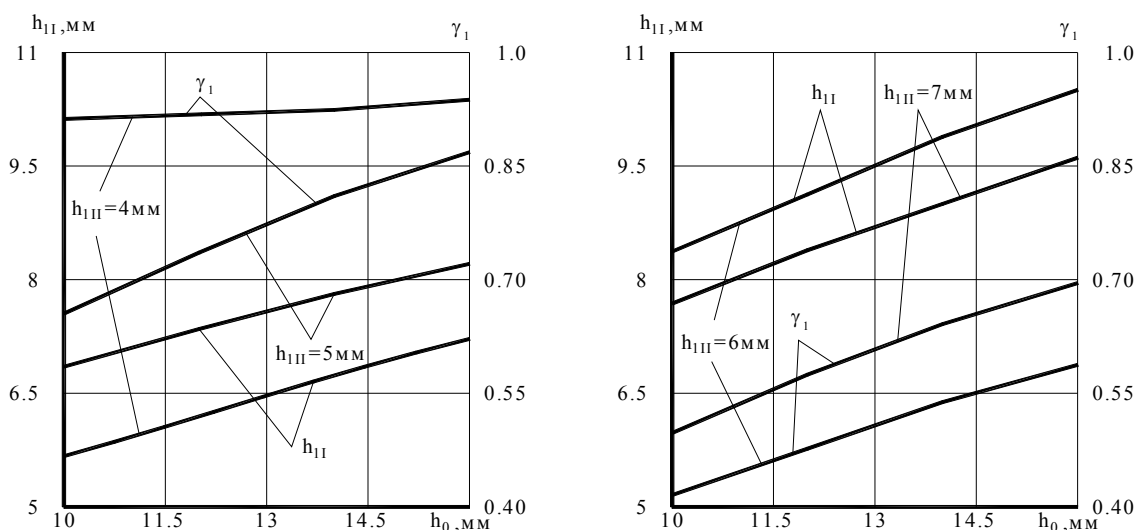 h₁I,мм γ₁
11 1.0
γ₁
9.5 0.85
h₁II=4мм
8 0.70
h₁II=5мм
6.5 0.55
h₁I
5 0.40
10 11.5 13 14.5 h₀,мм
h₁I,мм γ₁
11 1.0
h₁I h₁II=7мм
9.5 0.85
8 0.70
γ₁
h₁II=6мм
6.5 0.55
5 0.40
10 11.5 13 14.5 h₀,мм